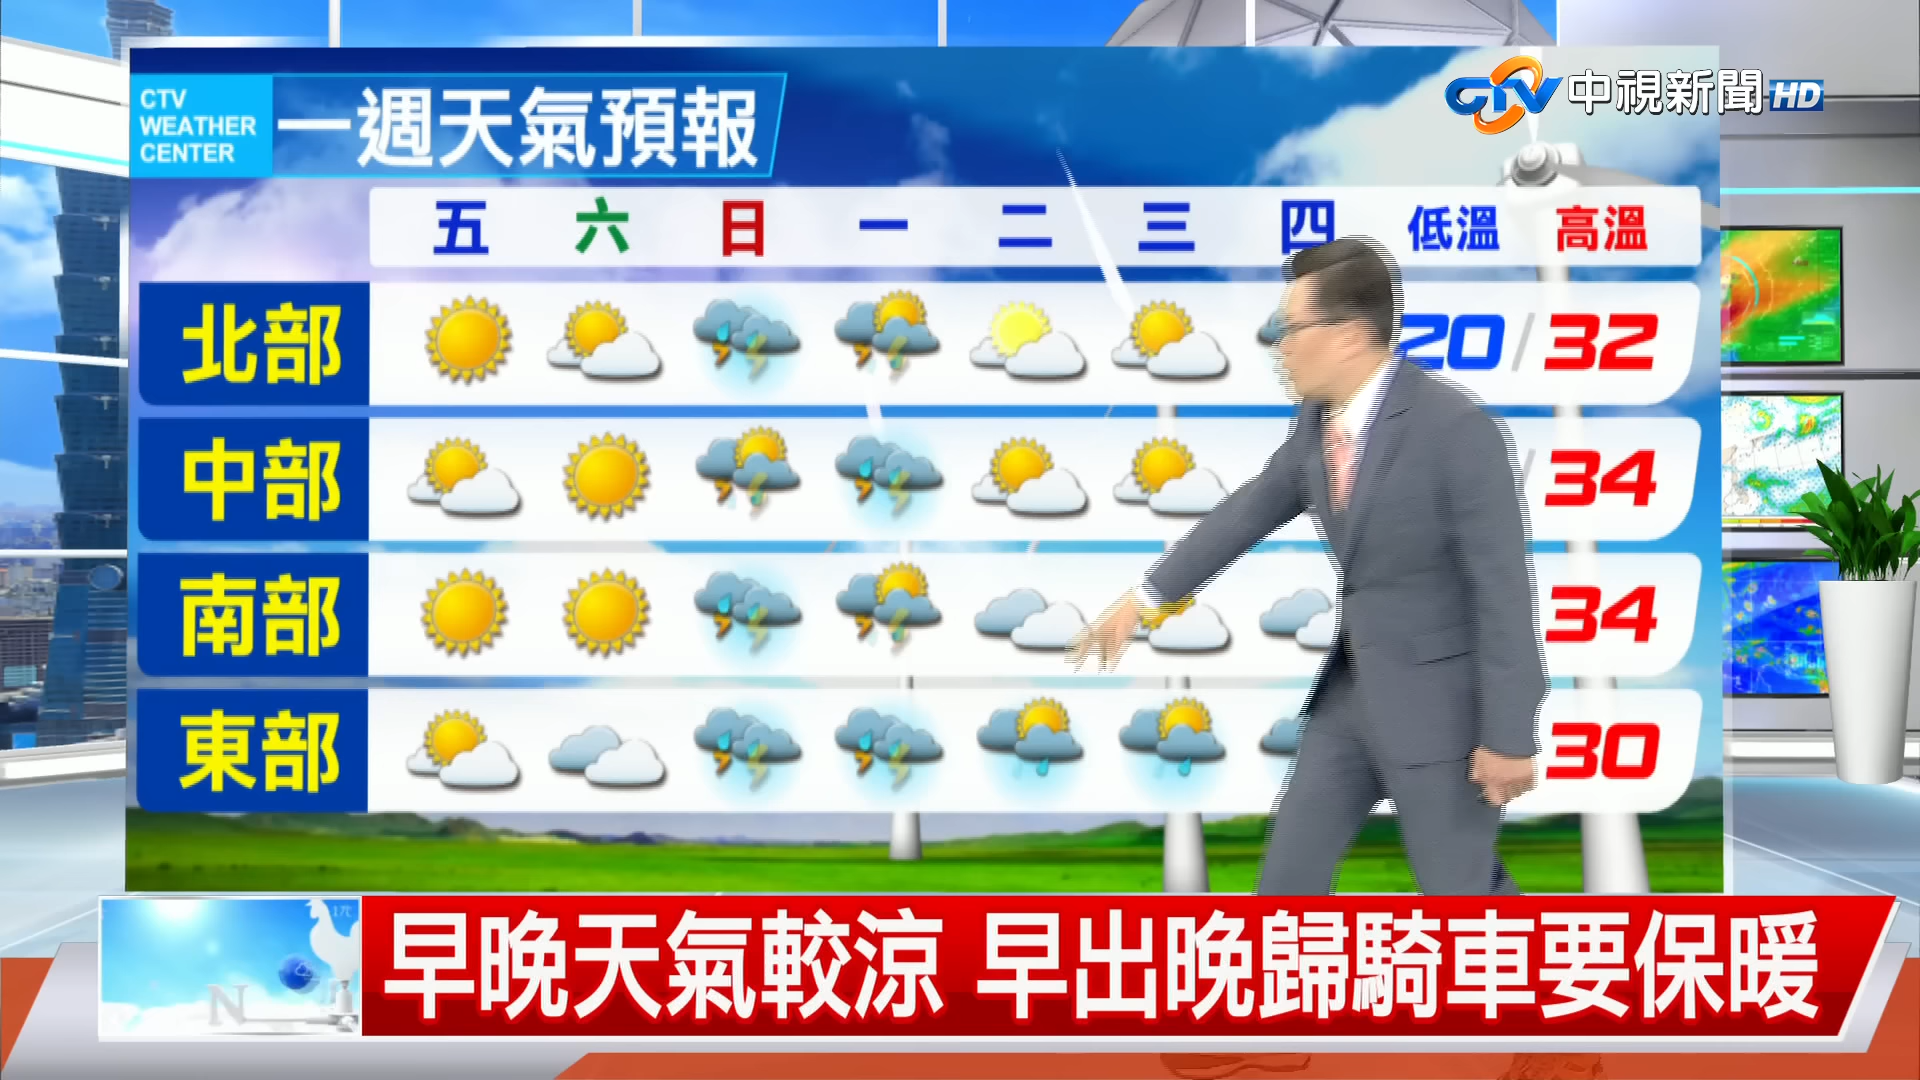 CTV
WEATHER
CENTER
一週天氣預報
CTV 中視新聞 HD
五 六 日 一 二 三 四 低溫 高溫
北部 20/32
中部 34
南部 34
東部 30
N
早晚天氣較涼 早出晚歸騎車要保暖